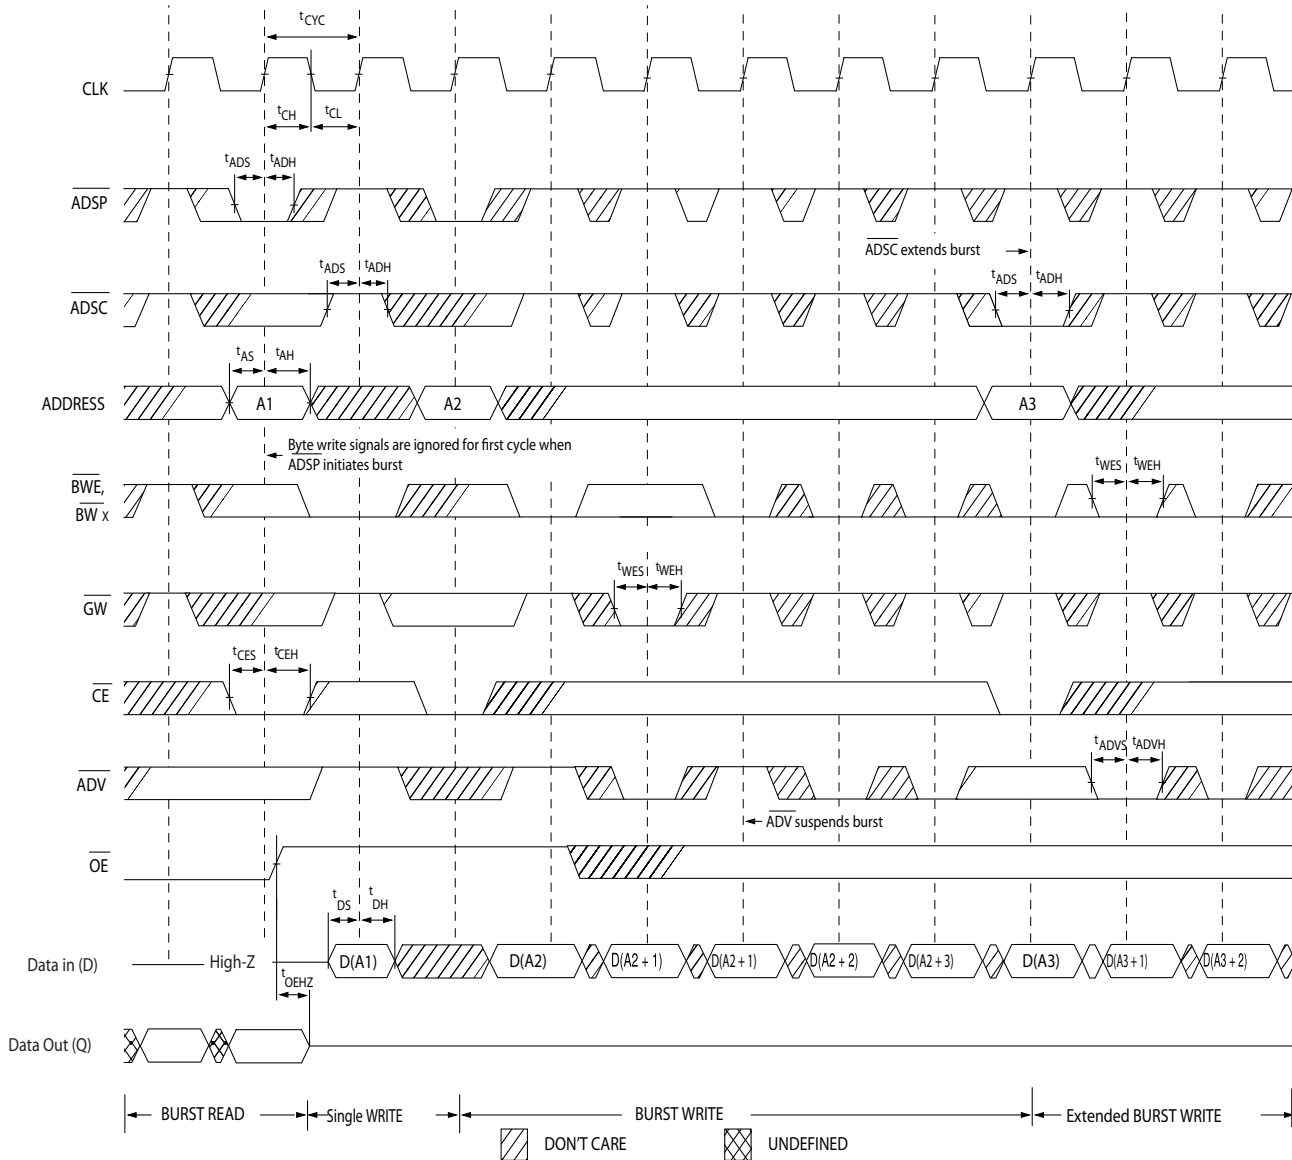 tCYC
CLK
tCH tCL
tADS tADH
ADSP
ADSC extends burst
tADS tADH tADS tADH
ADSC
tAS tAH
ADDRESS A1 A2 A3
Byte write signals are ignored for first cycle when
ADSP initiates burst
tWES tWEH
BWE,
BW x
tWES tWEH
GW
tCES tCEH
CE
tADVS tADVH
ADV
ADV suspends burst
OE
tDS tDH
Data in (D) High-Z D(A1) D(A2) D(A2 + 1) D(A2 + 1) D(A2 + 2) D(A2 + 3) D(A3) D(A3 + 1) D(A3 + 2)
tOEHZ
Data Out (Q)
BURST READ Single WRITE BURST WRITE Extended BURST WRITE
DON'T CARE UNDEFINED